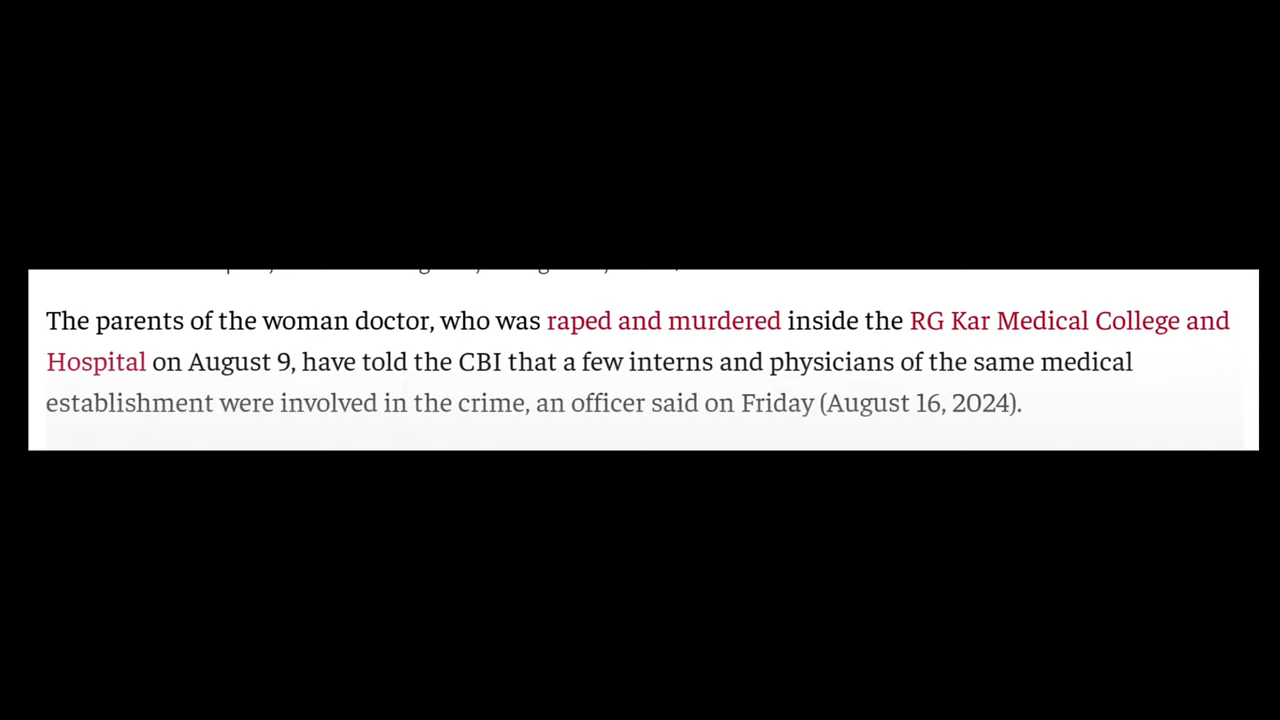 The parents of the woman doctor, who was raped and murdered inside the RG Kar Medical College and
Hospital on August 9, have told the CBI that a few interns and physicians of the same medical
establishment were involved in the crime, an officer said on Friday (August 16, 2024).